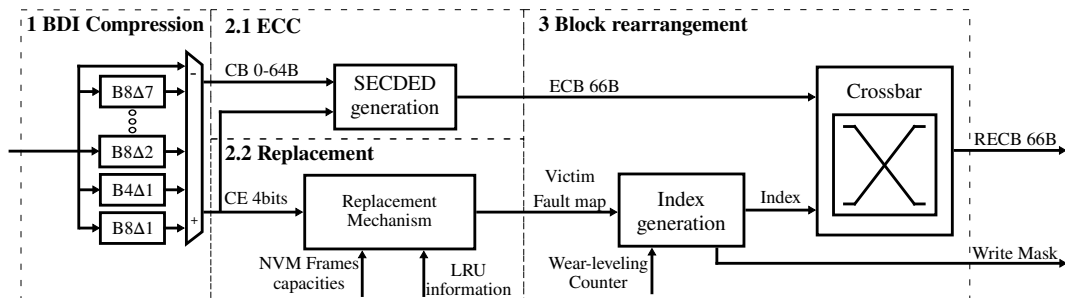 1 BDI Compression
2.1 ECC
3 Block rearrangement
B8Δ7
B8Δ2
B4Δ1
B8Δ1
-
+
CB 0-64B
SECDED
generation
ECB 66B
Crossbar
RECB 66B
2.2 Replacement
CE 4bits
Replacement
Mechanism
NVM Frames
capacities
LRU
information
Victim
Fault map
Index
generation
Index
Wear-leveling
Counter
Write Mask